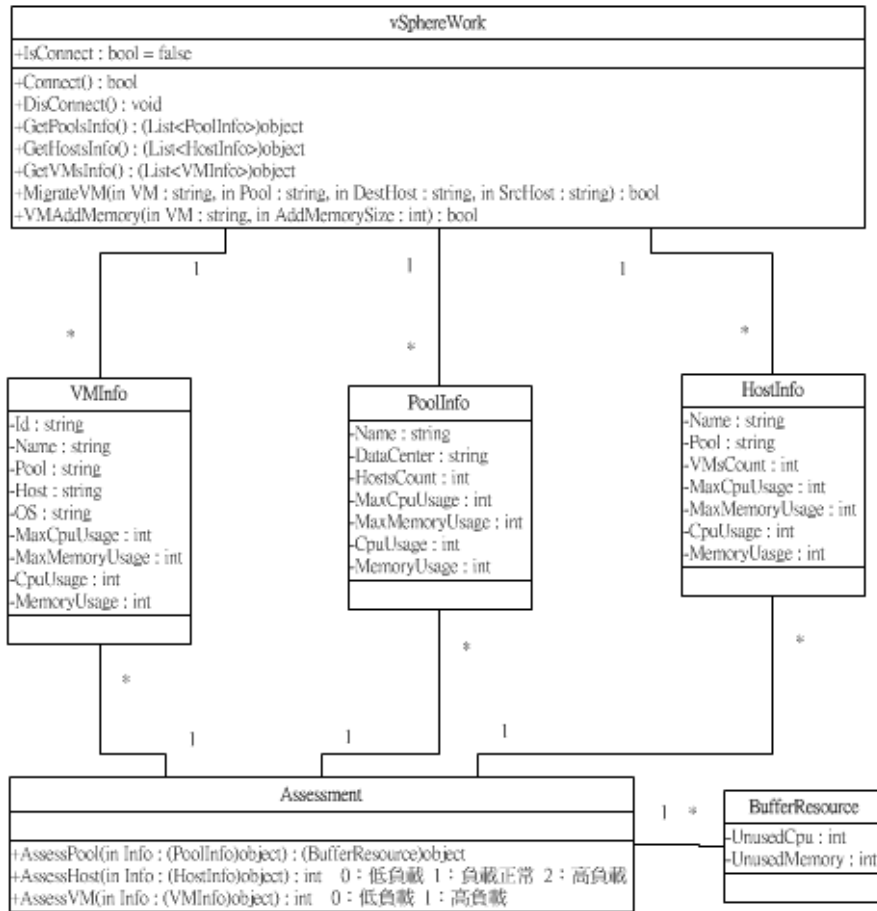 vSphereWork
+IsConnect : bool = false
+Connect() : bool
+DisConnect() : void
+GetPoolsInfo() : (List<PoolInfo>)object
+GetHostsInfo() : (List<HostInfo>)object
+GetVMsInfo() : (List<VMInfo>)object
+MigrateVM(in VM : string, in Pool : string, in DestHost : string, in SrcHost : string) : bool
+VMAddMemory(in VM : string, in AddMemorySize : int) : bool
1
1
1
*
*
*
VMInfo
-Id : string
-Name : string
-Pool : string
-Host : string
-OS : string
-MaxCpuUsage : int
-MaxMemoryUsage : int
-CpuUsage : int
-MemoryUsage : int
PoolInfo
-Name : string
-DataCenter : string
-HostsCount : int
-MaxCpuUsage : int
-MaxMemoryUsage : int
-CpuUsage : int
-MemoryUsage : int
HostInfo
-Name : string
-Pool : string
-VMsCount : int
-MaxCpuUsage : int
-MaxMemoryUsage : int
-CpuUsage : int
-MemoryUasge : int
*
*
*
1
1
1
Assessment
+AssessPool(in Info : (PoolInfo)object) : (BufferResource)object
+AssessHost(in Info : (HostInfo)object) : int 0：低負載 1：負載正常 2：高負載
+AssessVM(in Info : (VMInfo)object) : int 0：低負載 1：高負載
1 *
BufferResource
-UnusedCpu : int
-UnusedMemory : int